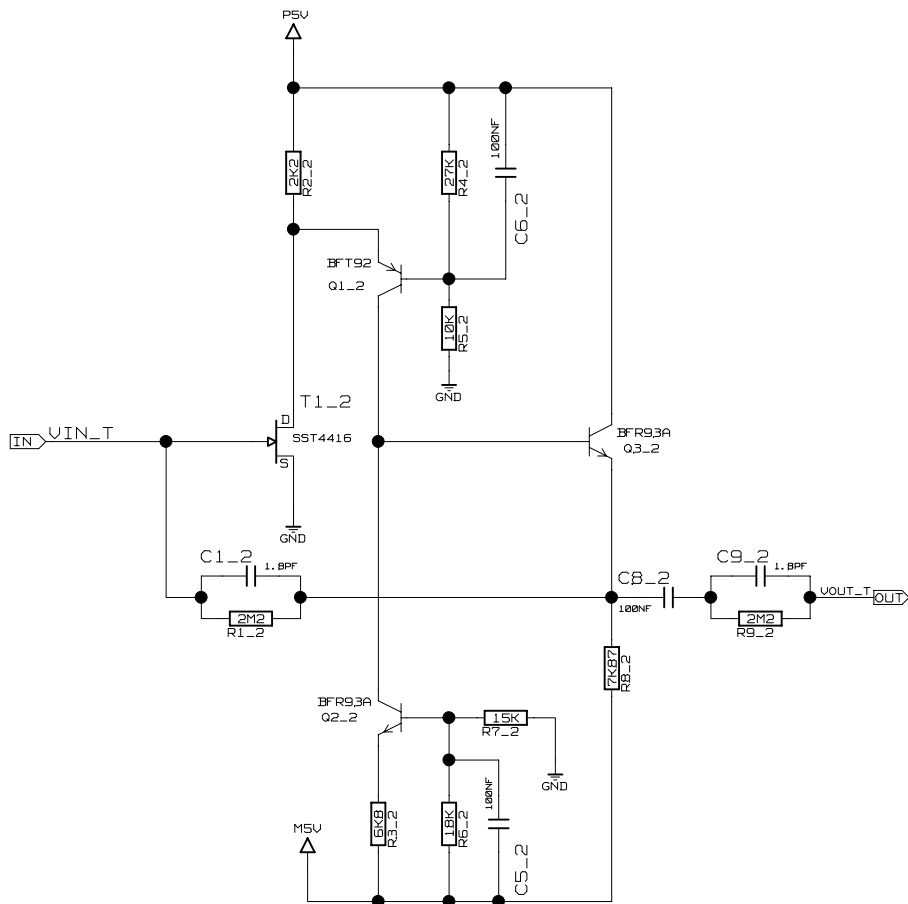 P5V
2K2
R2_2
27K
R4_2
100NF
C6_2
BFT92
Q1_2
10K
R5_2
GND
T1_2
D
SST4416
S
GND
IN
VIN_T
BFR93A
Q3_2
C1_2
1.8PF
2M2
R1_2
C8_2
100NF
C9_2
1.8PF
2M2
R9_2
VOUT_T
OUT
7K87
R8_2
BFR93A
Q2_2
15K
R7_2
GND
6K8
R3_2
18K
R6_2
100NF
C5_2
M5V